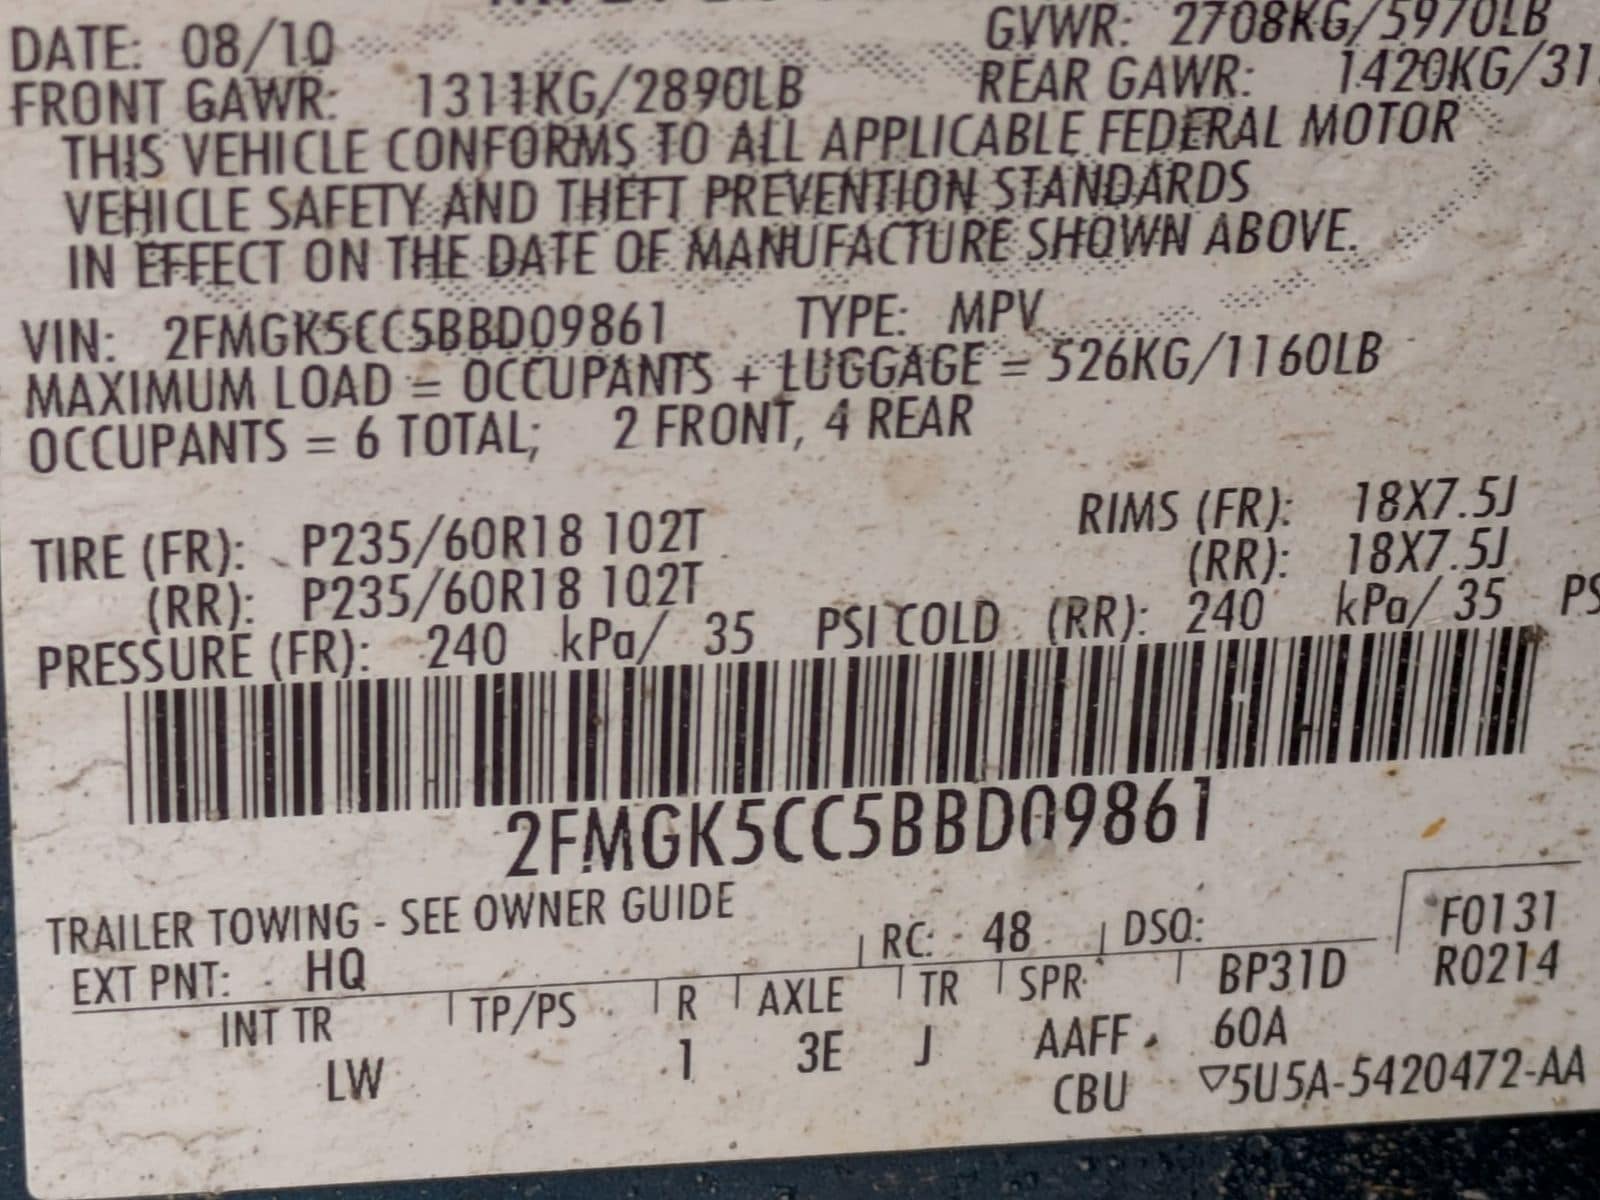 DATE: 08/10 GVWR: 2708KG/5970LB
FRONT GAWR: 1311KG/2890LB REAR GAWR: 1420KG/31
THIS VEHICLE CONFORMS TO ALL APPLICABLE FEDERAL MOTOR
VEHICLE SAFETY AND THEFT PREVENTION STANDARDS
IN EFFECT ON THE DATE OF MANUFACTURE SHOWN ABOVE.
VIN: 2FMGK5CC5BBD09861 TYPE: MPV
MAXIMUM LOAD = OCCUPANTS + LUGGAGE = 526KG/1160LB
OCCUPANTS = 6 TOTAL; 2 FRONT, 4 REAR
TIRE (FR): P235/60R18 102T RIMS (FR): 18X7.5J
(RR): P235/60R18 102T (RR): 18X7.5J
PRESSURE (FR): 240 kPa/ 35 PSI COLD (RR): 240 kPa/ 35 PS
2FMGK5CC5BBD09861
TRAILER TOWING - SEE OWNER GUIDE
EXT PNT: HQ RC: 48 DSO: F0131
INT TR TP/PS R AXLE TR SPR BP31D R0214
LW 1 3E J AAFF 60A
CBU ▽5U5A-5420472-AA